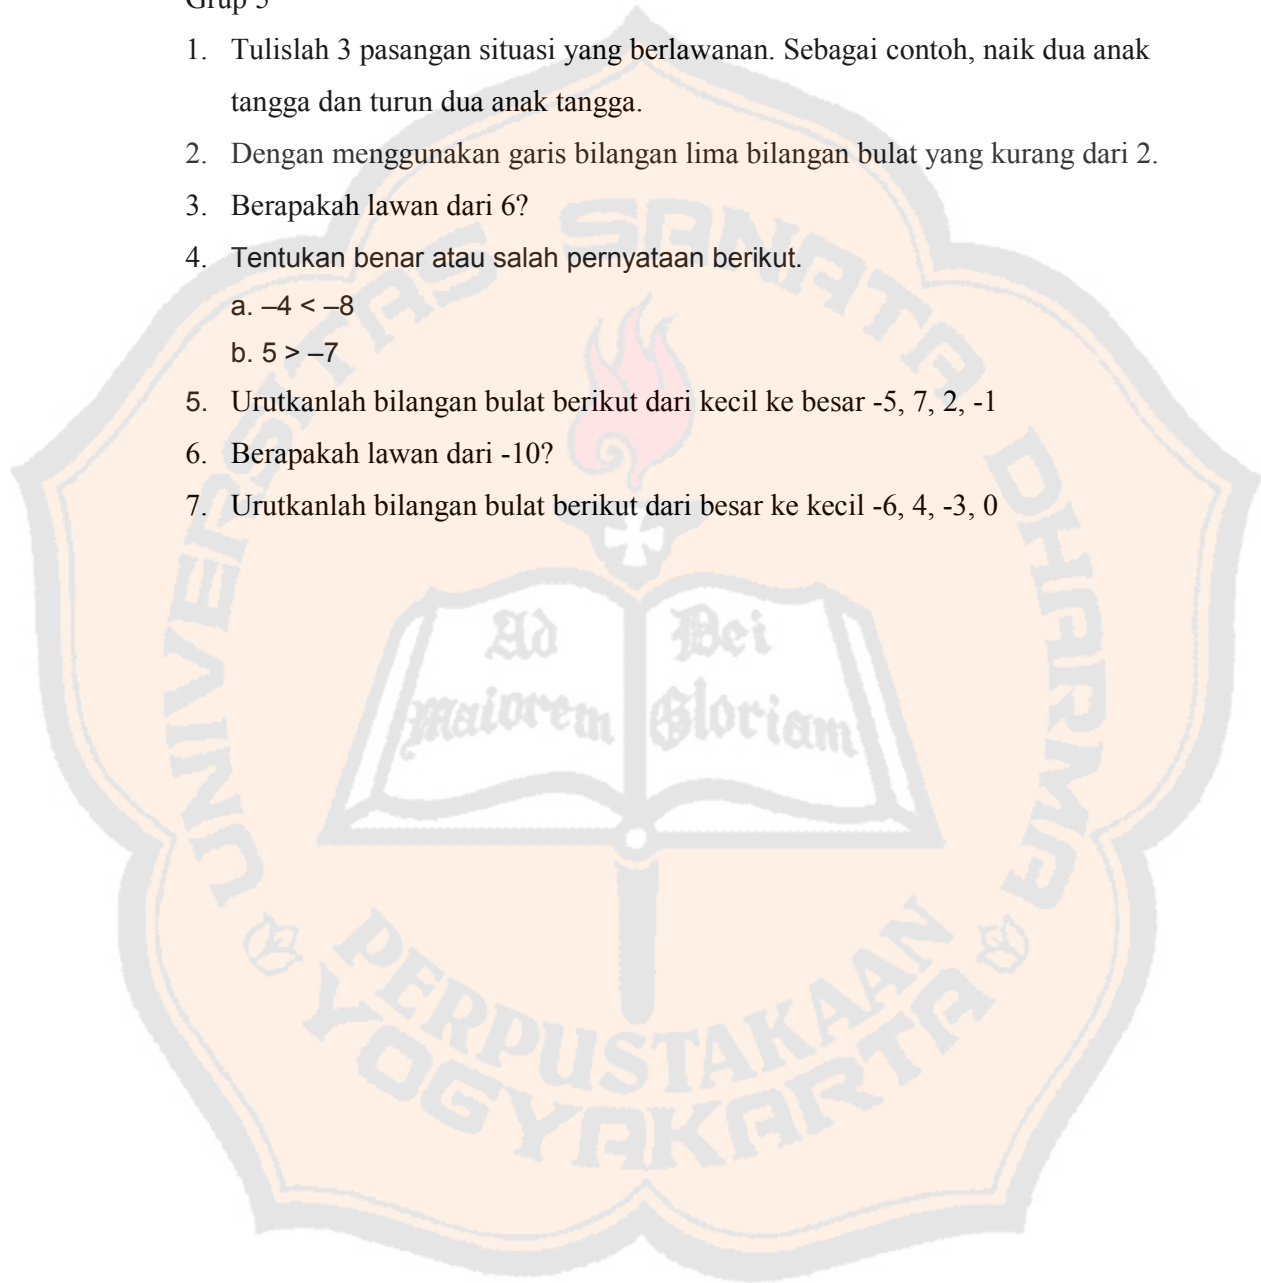 Grup 5
1. Tulislah 3 pasangan situasi yang berlawanan. Sebagai contoh, naik dua anak
tangga dan turun dua anak tangga.
2. Dengan menggunakan garis bilangan lima bilangan bulat yang kurang dari 2.
3. Berapakah lawan dari 6?
4. Tentukan benar atau salah pernyataan berikut.
a. –4 < –8
b. 5 > –7
5. Urutkanlah bilangan bulat berikut dari kecil ke besar -5, 7, 2, -1
6. Berapakah lawan dari -10?
7. Urutkanlah bilangan bulat berikut dari besar ke kecil -6, 4, -3, 0
UNIVERSITAS SANATA DHARMA
Ad
maiorem
Dei
Gloriam
PERPUSTAKAAN
YOGYAKARTA